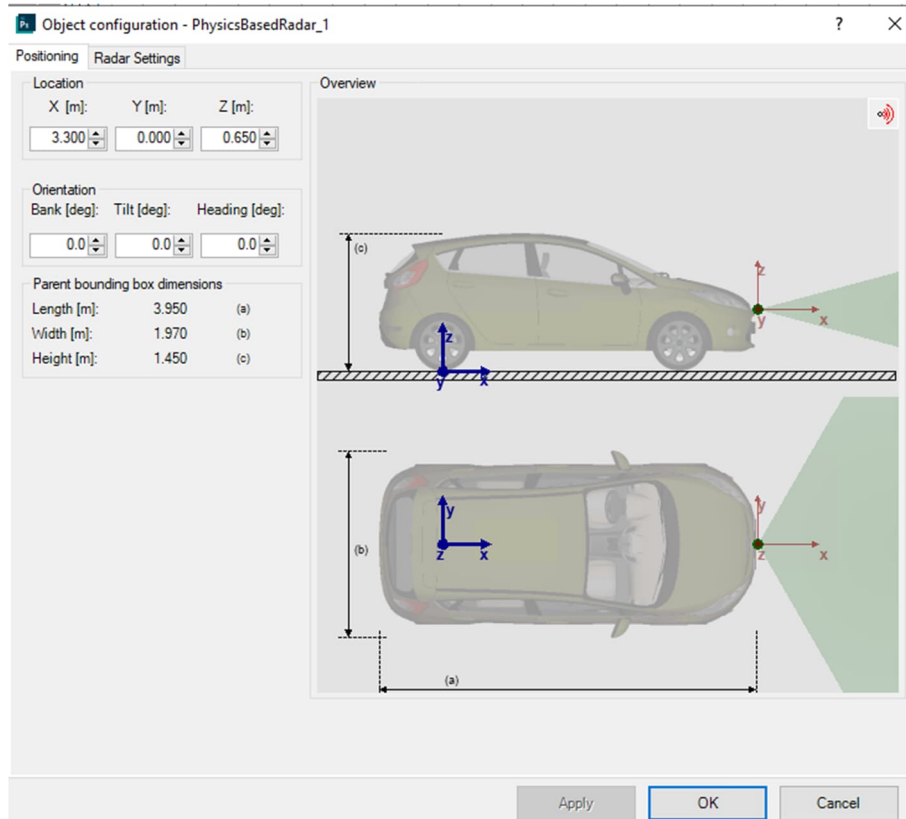 Ps Object configuration - PhysicsBasedRadar_1 ?
Positioning Radar Settings
Location
X [m]: Y [m]: Z [m]:
3.300 0.000 0.650
Orientation
Bank [deg]: Tilt [deg]: Heading [deg]:
0.0 0.0 0.0
Parent bounding box dimensions
Length [m]: 3.950 (a)
Width [m]: 1.970 (b)
Height [m]: 1.450 (c)
Overview
(c)
z
y
x
z
y
x
(b)
y
z
x
y
z
x
(a)
Apply OK Cancel